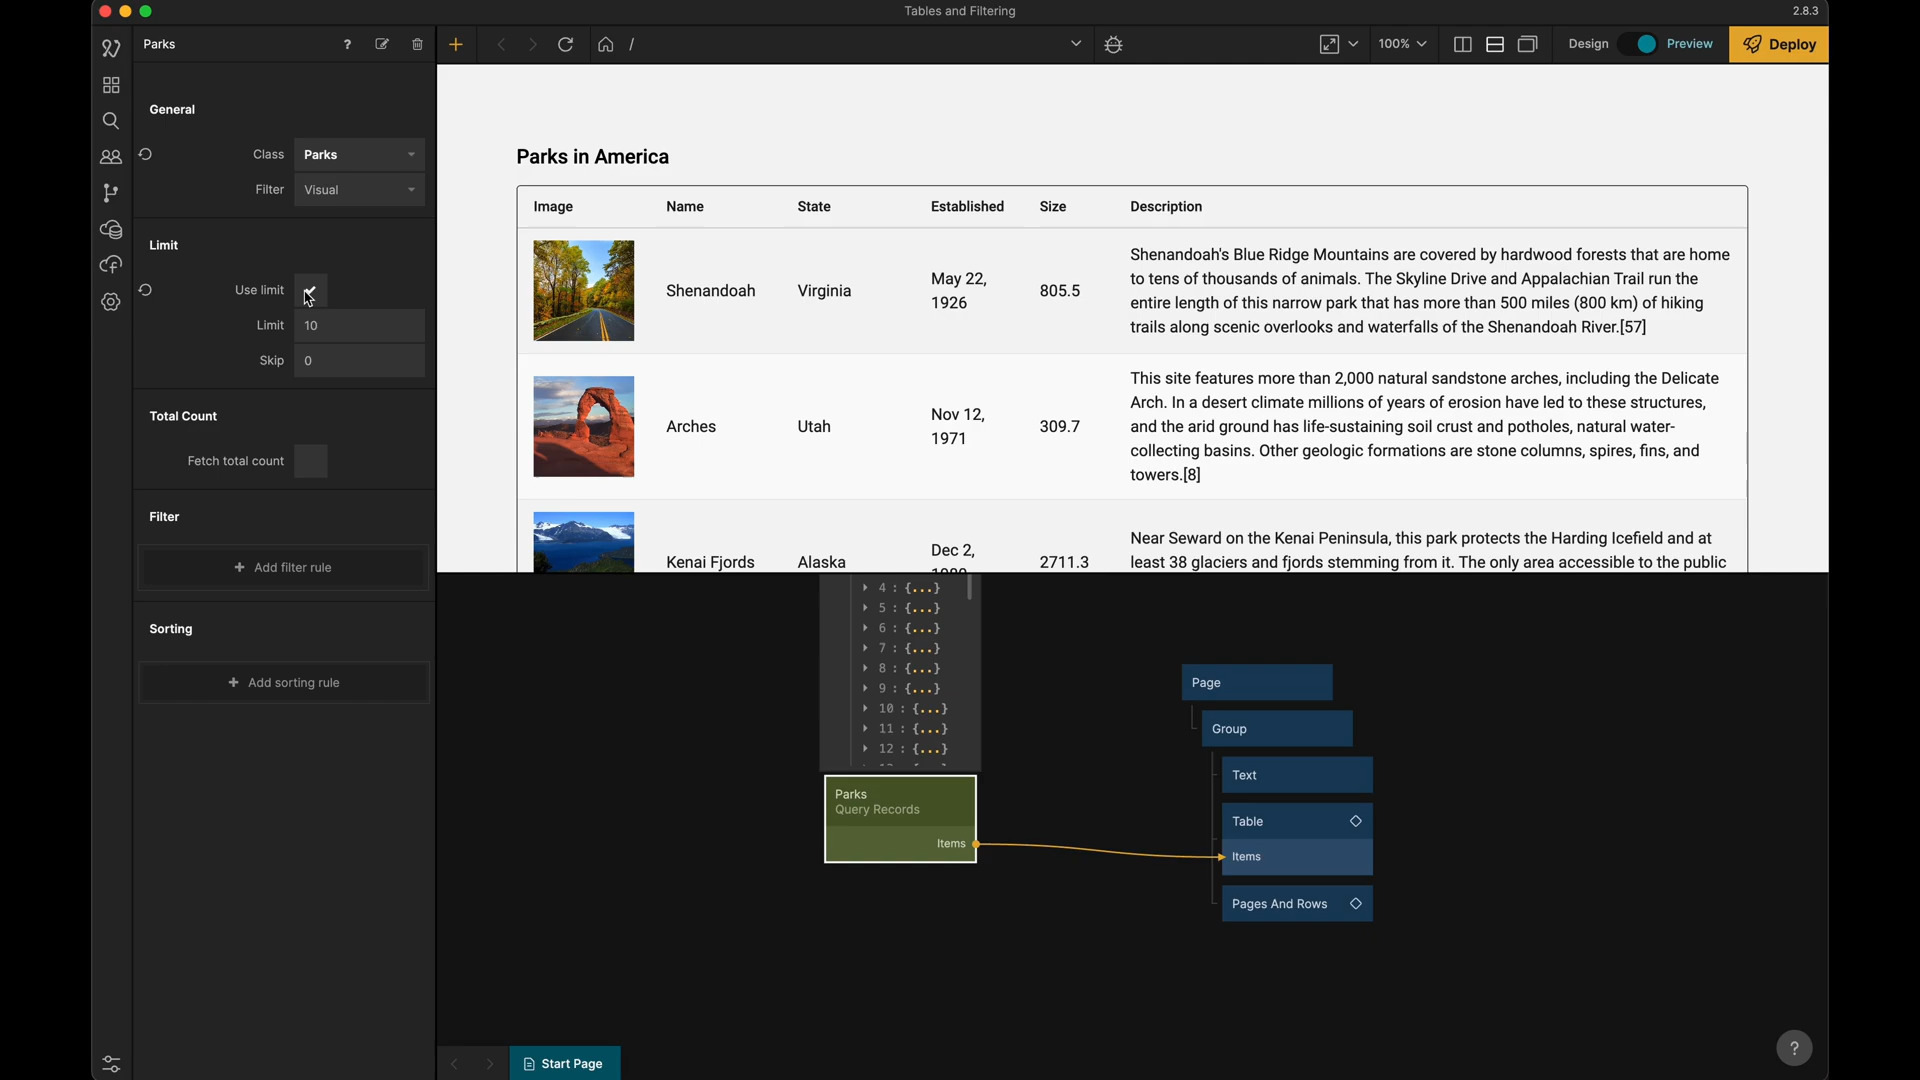 Tables and Filtering
2.8.3
Parks
?
/
100%
Design
Preview
Deploy
General
Class
Parks
Filter
Visual
Limit
Use limit
Limit
10
Skip
0
Total Count
Fetch total count
Filter
+ Add filter rule
Sorting
+ Add sorting rule
Parks in America
Image
Name
State
Established
Size
Description
Shenandoah
Virginia
May 22,
1926
805.5
Shenandoah's Blue Ridge Mountains are covered by hardwood forests that are home
to tens of thousands of animals. The Skyline Drive and Appalachian Trail run the
entire length of this narrow park that has more than 500 miles (800 km) of hiking
trails along scenic overlooks and waterfalls of the Shenandoah River.[57]
Arches
Utah
Nov 12,
1971
309.7
This site features more than 2,000 natural sandstone arches, including the Delicate
Arch. In a desert climate millions of years of erosion have led to these structures,
and the arid ground has life-sustaining soil crust and potholes, natural water-
collecting basins. Other geologic formations are stone columns, spires, fins, and
towers.[8]
Kenai Fjords
Alaska
Dec 2,
2711.3
Near Seward on the Kenai Peninsula, this park protects the Harding Icefield and at
least 38 glaciers and fjords stemming from it. The only area accessible to the public
4 : {...}
5 : {...}
6 : {...}
7 : {...}
8 : {...}
9 : {...}
10 : {...}
11 : {...}
12 : {...}
Parks
Query Records
Items
Page
Group
Text
Table
Items
Pages And Rows
Start Page
?